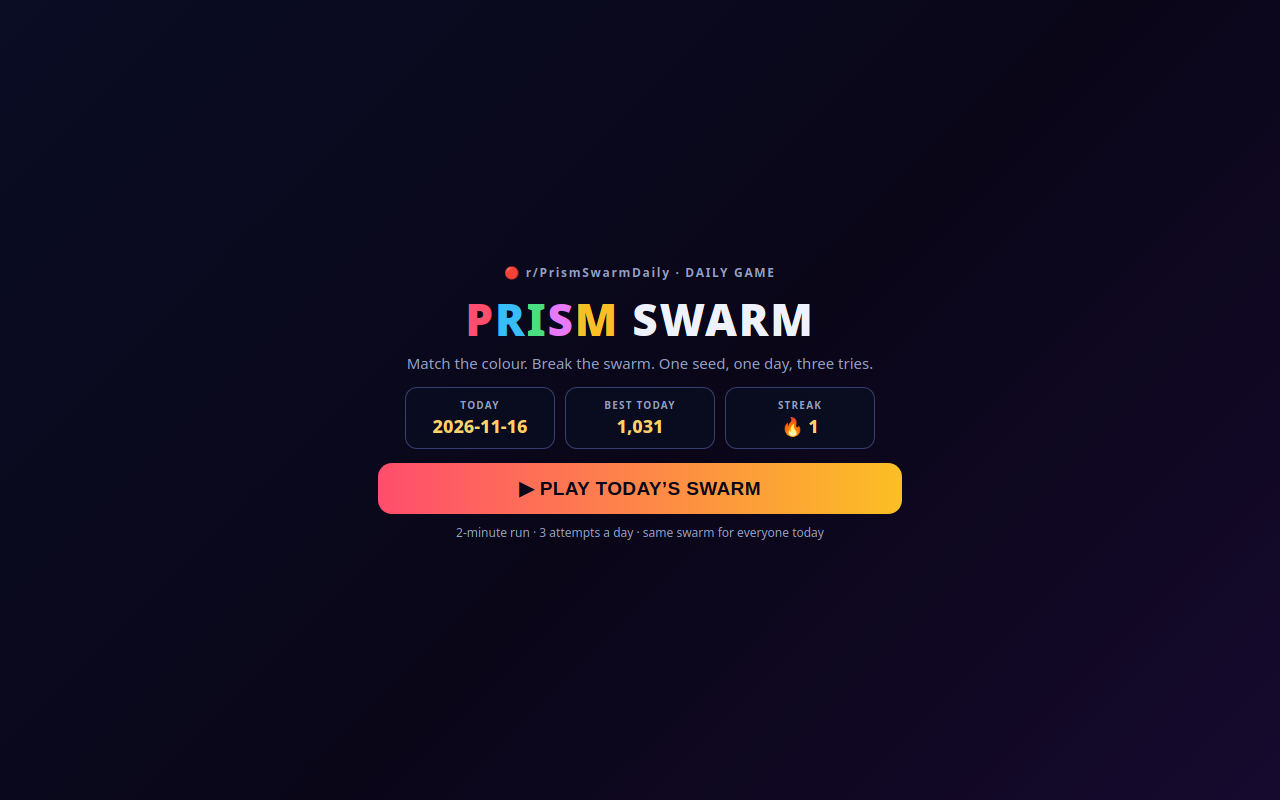 🔴 r/PrismSwarmDaily · DAILY GAME
PRISM SWARM
Match the colour. Break the swarm. One seed, one day, three tries.
TODAY
2026-11-16
BEST TODAY
1,031
STREAK
🔥 1
▶ PLAY TODAY’S SWARM
2-minute run · 3 attempts a day · same swarm for everyone today